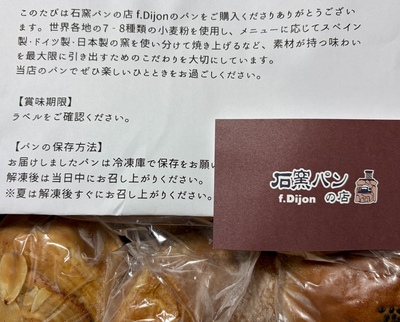 このたびは石窯パンの店 f.Dijonのパンをご購入くださりありがとうござい
ます。世界各地の7‐8種類の小麦粉を使用し、メニューに応じてスペイン
製･ドイツ製･日本製の窯を使い分けて焼き上げるなど、素材が持つ味わい
を最大限に引き出すためのこだわりを大切にしています。
当店のパンでぜひ楽しいひとときをお過ごしください。
【賞味期限】
ラベルをご確認ください。
【パンの保存方法】
お届けしましたパンは冷凍庫で保存をお願い
解凍後は当日中にお召し上がりくだ
※夏は解凍後すぐにお召し上がりくだ
石窯パン
f.Dijon の店